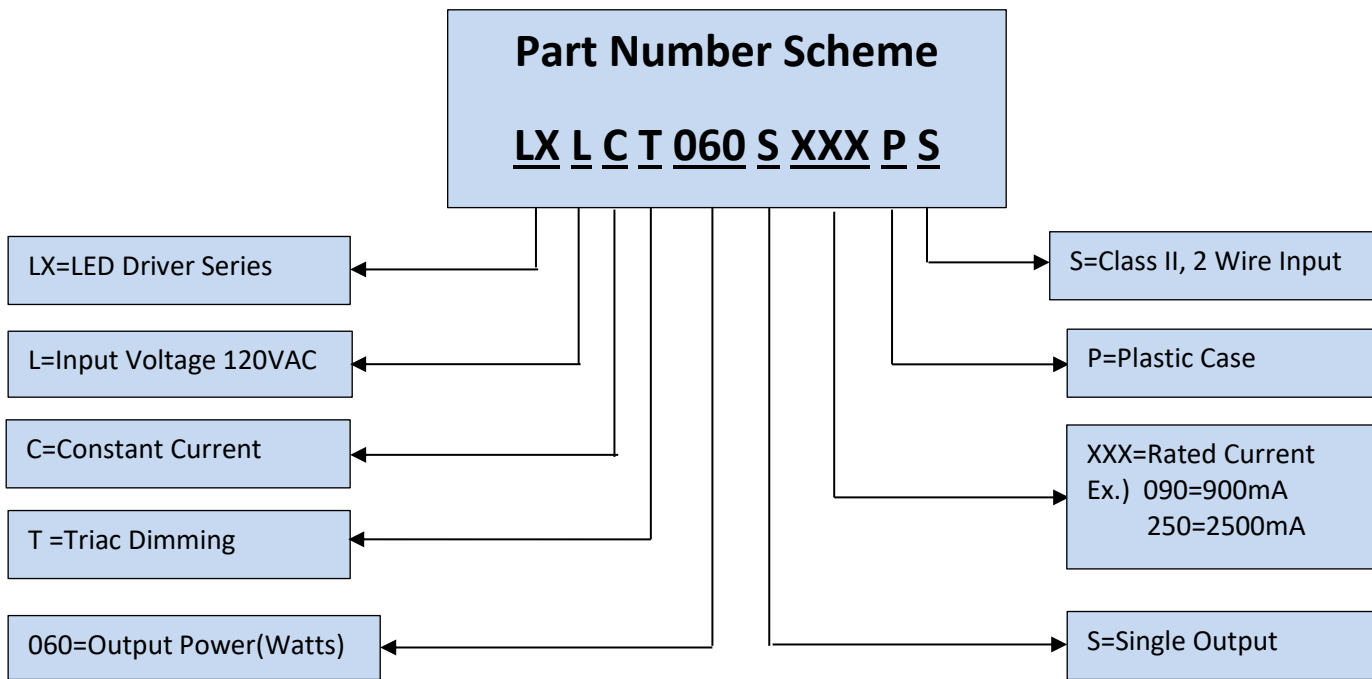 Part Number Scheme
LX L C T 060 S XXX P S
LX=LED Driver Series
L=Input Voltage 120VAC
C=Constant Current
T =Triac Dimming
060=Output Power(Watts)
S=Class II, 2 Wire Input
P=Plastic Case
XXX=Rated Current
Ex.) 090=900mA
250=2500mA
S=Single Output